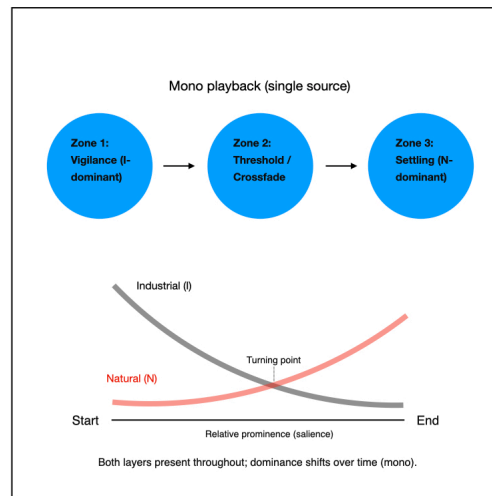 Mono playback (single source)
Zone 1:
Vigilance (I-
dominant)
Zone 2:
Threshold /
Crossfade
Zone 3:
Settling (N-
dominant)
Industrial (I)
Turning point
Natural (N)
Start
End
Relative prominence (salience)
Both layers present throughout; dominance shifts over time (mono).